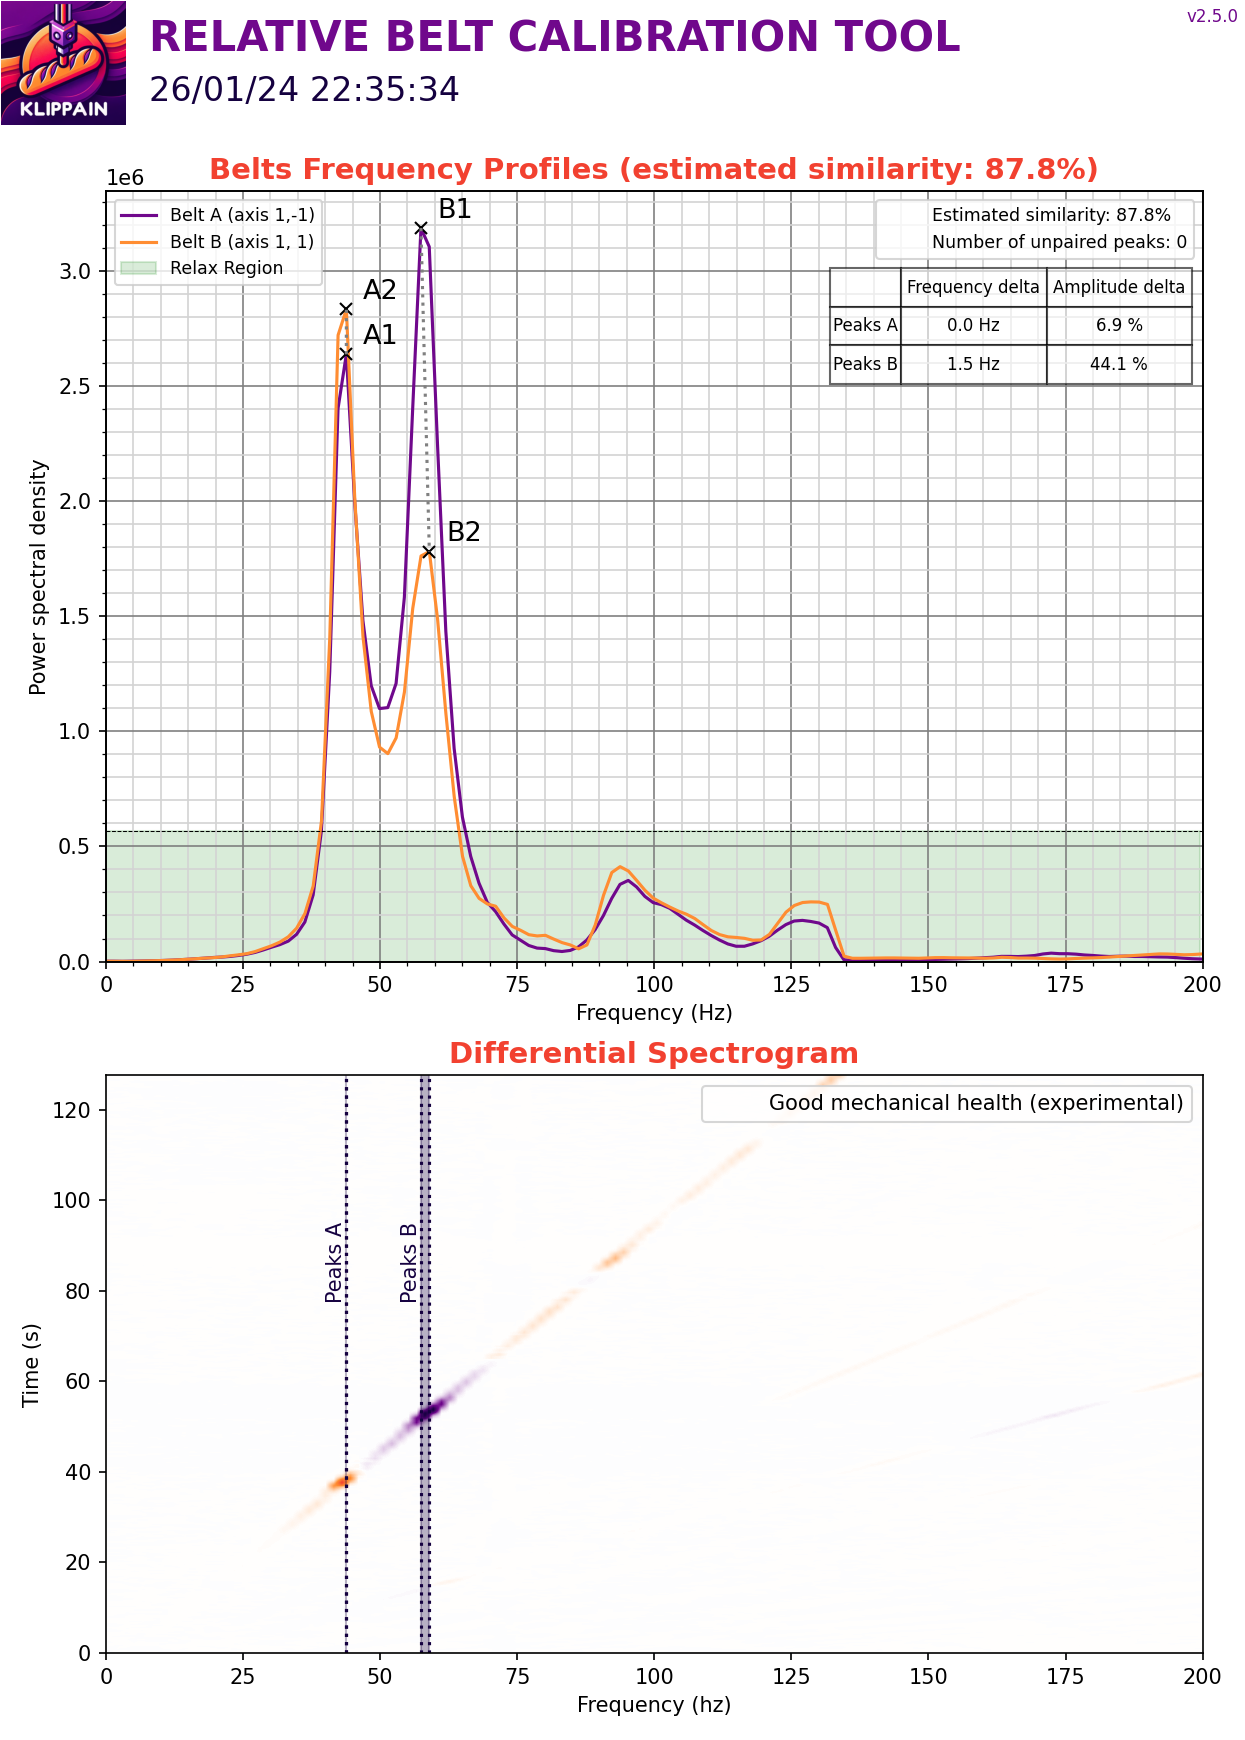 KLIPPAIN
RELATIVE BELT CALIBRATION TOOL
v2.5.0
26/01/24 22:35:34
Belts Frequency Profiles (estimated similarity: 87.8%)
1e6
Belt A (axis 1,-1)
Belt B (axis 1, 1)
Relax Region
Estimated similarity: 87.8%
Number of unpaired peaks: 0
Frequency delta Amplitude delta
Peaks A 0.0 Hz 6.9 %
Peaks B 1.5 Hz 44.1 %
B1
A2
A1
B2
3.0
2.5
2.0
1.5
1.0
0.5
0.0
Power spectral density
0 25 50 75 100 125 150 175 200
Frequency (Hz)
Differential Spectrogram
Good mechanical health (experimental)
Peaks A
Peaks B
120
100
80
60
40
20
0
Time (s)
0 25 50 75 100 125 150 175 200
Frequency (hz)